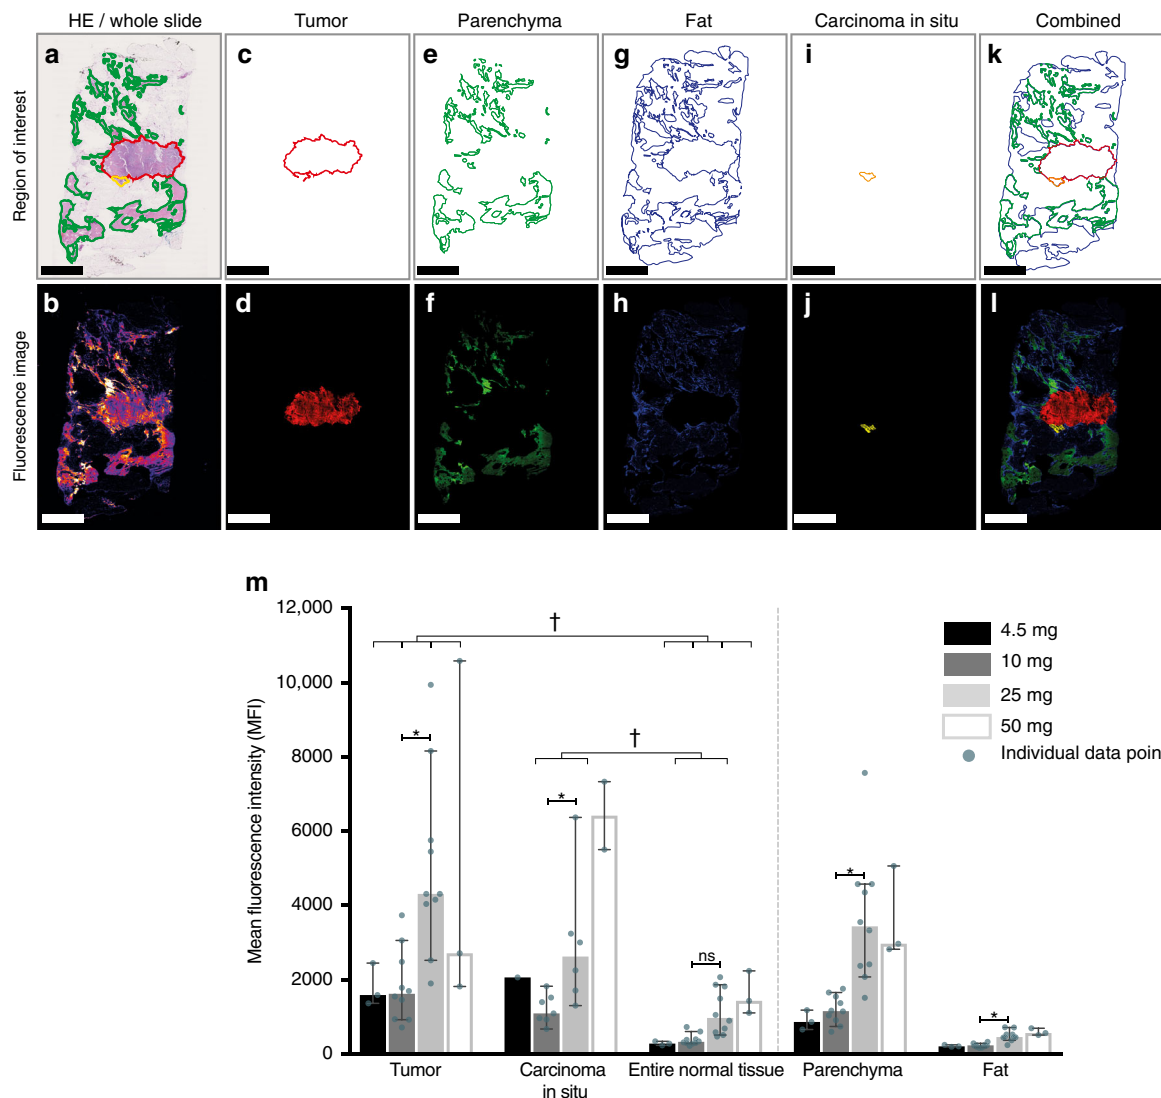 HE / whole slide Tumor Parenchyma Fat Carcinoma in situ Combined
Region of interest
a c e g i k
Fluorescence image
b d f h j l
m
Mean fluorescence intensity (MFI)
12,000
10,000
8000
6000
4000
2000
0
†
†
*
*
ns
*
*
4.5 mg
10 mg
25 mg
50 mg
Individual data poin
Tumor
Carcinoma
in situ
Entire normal tissue
Parenchyma
Fat